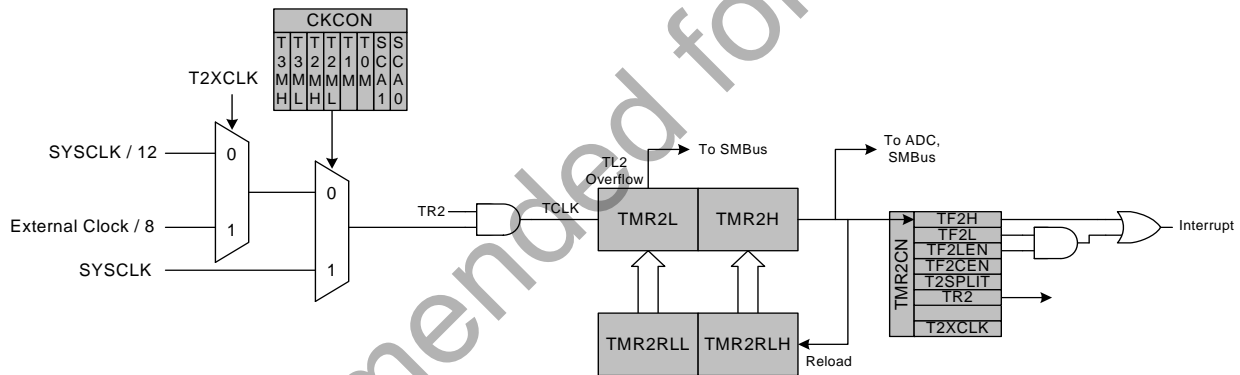 CKCON
T3MH
T3ML
T2MH
T2ML
T1M
T0M
SCA1
SCA0
T2XCLK
SYSCLK / 12
0
External Clock / 8
1
SYSCLK
0
1
TR2
TCLK
TL2
Overflow
To SMBus
TMR2L
TMR2H
To ADC,
SMBus
TMR2RLL
TMR2RLH
Reload
TMR2CN
TF2H
TF2L
TF2LEN
TF2CEN
T2SPLIT
TR2
T2XCLK
Interrupt
mended for